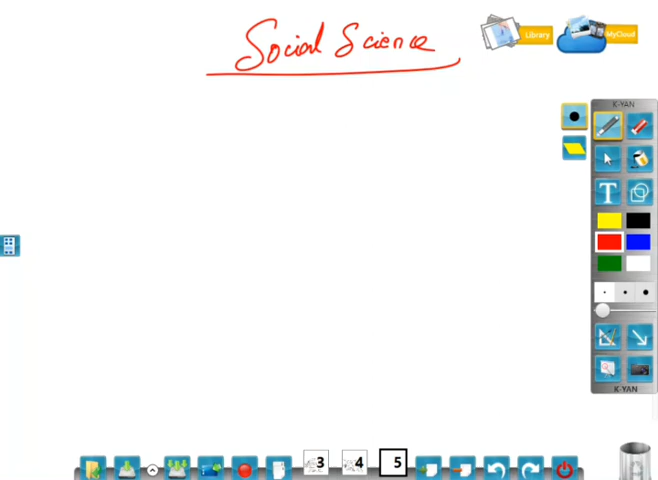 Social Science
Library
MyCloud
K-YAN
T
K-YAN
3
4
5